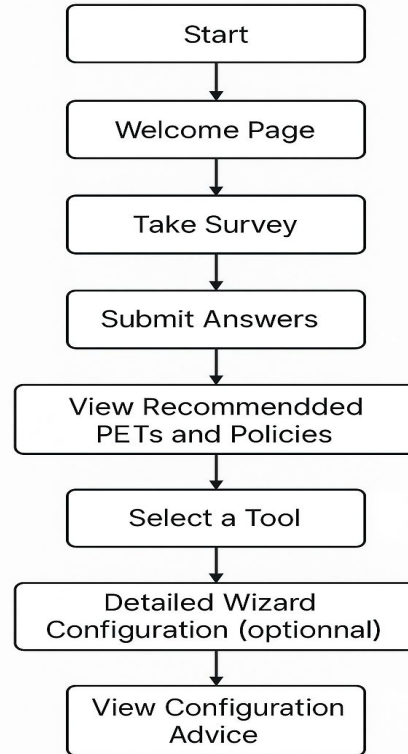 Start
Welcome Page
Take Survey
Submit Answers
View Recommendded
PETs and Policies
Select a Tool
Detailed Wizard
Configuration (optionnal)
View Configuration
Advice